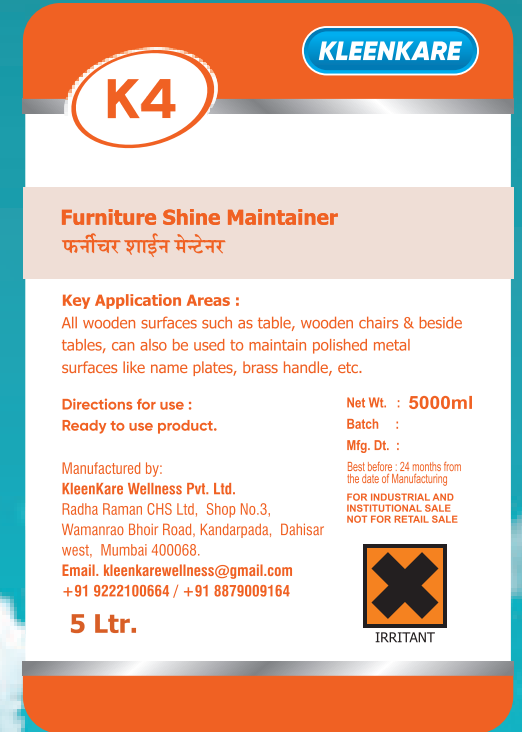 KLEENKARE
K4
Furniture Shine Maintainer
फर्नीचर शाईन मेन्टेनर
Key Application Areas :
All wooden surfaces such as table, wooden chairs & beside
tables, can also be used to maintain polished metal
surfaces like name plates, brass handle, etc.
Directions for use :
Ready to use product.
Net Wt. : 5000ml
Batch :
Mfg. Dt. :
Best before : 24 months from
the date of Manufacturing
FOR INDUSTRIAL AND
INSTITUTIONAL SALE
NOT FOR RETAIL SALE
Manufactured by:
KleenKare Wellness Pvt. Ltd.
Radha Raman CHS Ltd, Shop No.3,
Wamanrao Bhoir Road, Kandarpada, Dahisar
west, Mumbai 400068.
Email. kleenkarewellness@gmail.com
+91 9222100664 / +91 8879009164
5 Ltr.
IRRITANT